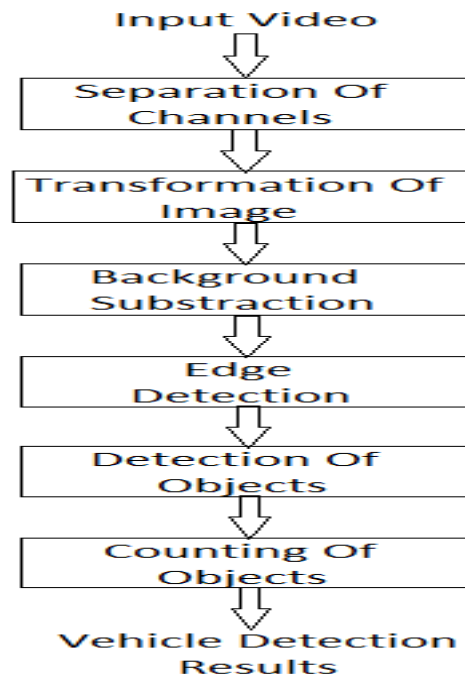 Input Video
Separation Of
Channels
Transformation Of
Image
Background
Substraction
Edge
Detection
Detection Of
Objects
Counting Of
Objects
Vehicle Detection
Results